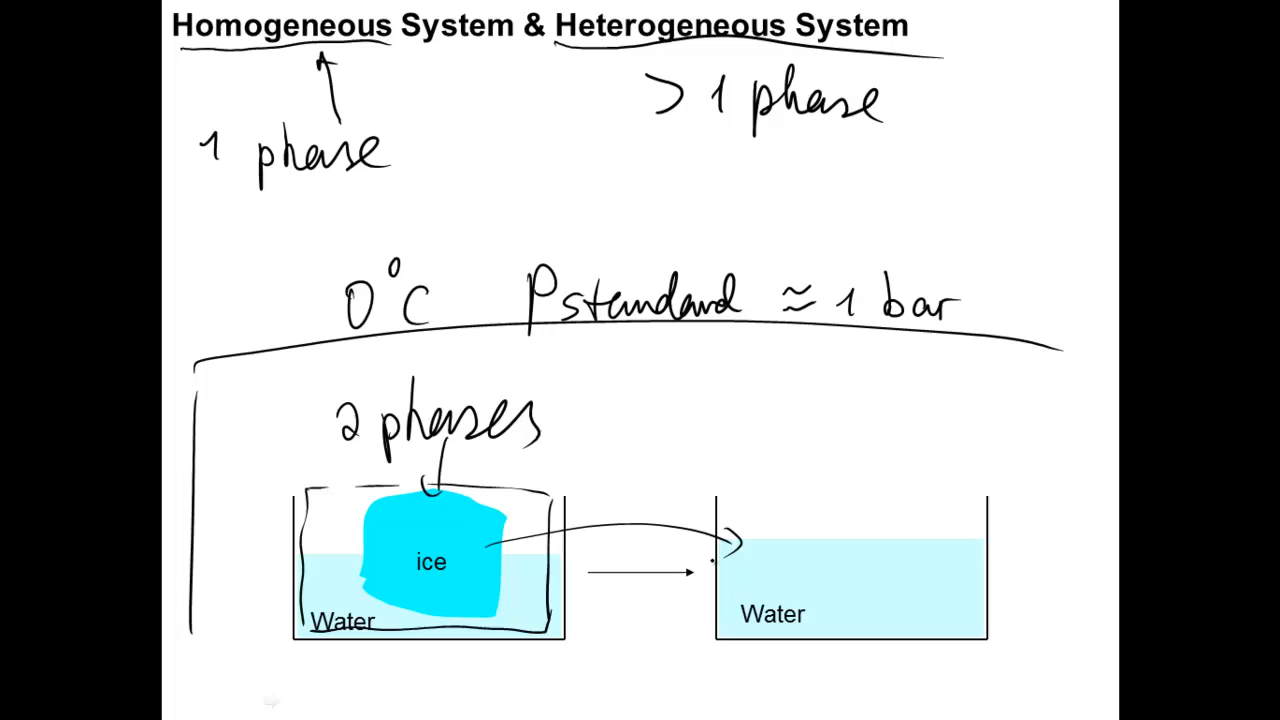 Homogeneous System & Heterogeneous System
> 1 phase
1 phase
0°C Pstandard ≈ 1 bar
2 phases
ice
Water
Water